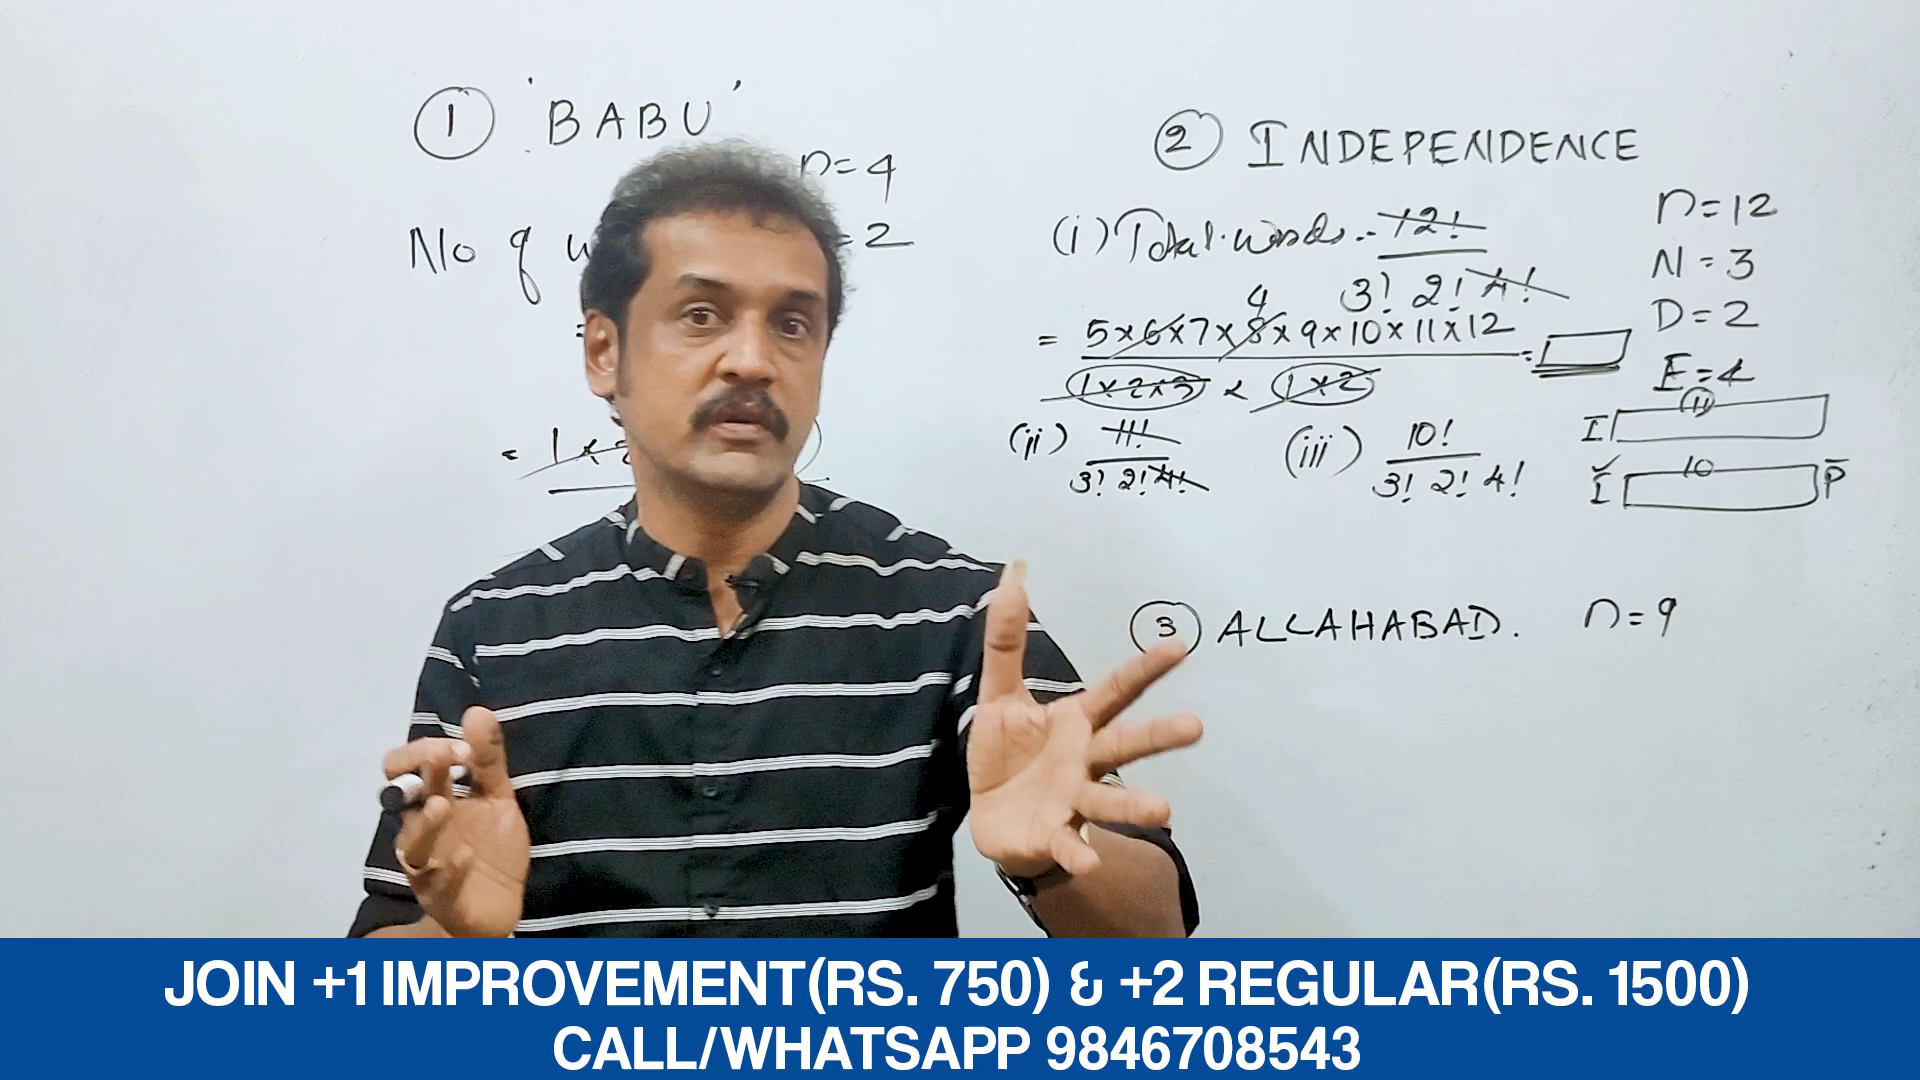 ① 'BABU'
n=4
No of
=2
=
= 1×2
② INDEPENDENCE
n=12
(i) Total words = 12!
3! 2! 4!
N=3
D=2
E=4
4
= 5×6×7×8×9×10×11×12 =
1×2×3 × 1×2
(ii) 11!
3! 2! 4!
(iii) 10!
3! 2! 4!
I 11
I 10 P
③ ALLAHABAD. n=9
JOIN +1 IMPROVEMENT(RS. 750) & +2 REGULAR(RS. 1500)
CALL/WHATSAPP 9846708543